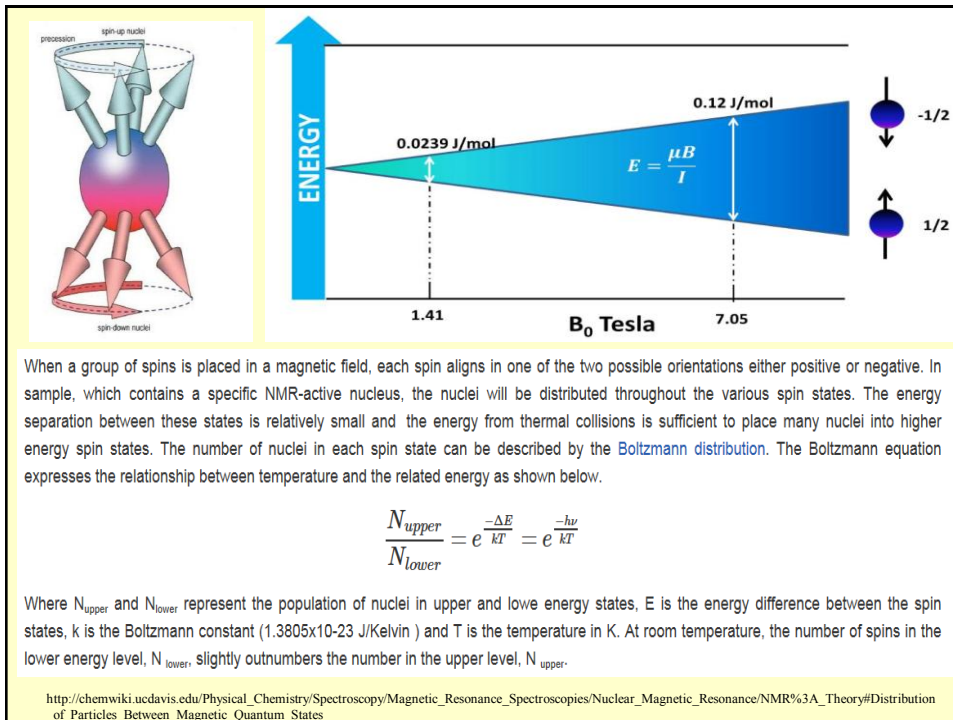 spin-up nuclei
precession
spin-down nuclei
ENERGY
0.0239 J/mol
0.12 J/mol
E = μB / I
-1/2
1/2
1.41
B₀ Tesla
7.05
When a group of spins is placed in a magnetic field, each spin aligns in one of the two possible orientations either positive or negative. In
sample, which contains a specific NMR-active nucleus, the nuclei will be distributed throughout the various spin states. The energy
separation between these states is relatively small and the energy from thermal collisions is sufficient to place many nuclei into higher
energy spin states. The number of nuclei in each spin state can be described by the Boltzmann distribution. The Boltzmann equation
expresses the relationship between temperature and the related energy as shown below.
N_upper / N_lower = e^(-ΔE/kT) = e^(-hν/kT)
Where N_upper and N_lower represent the population of nuclei in upper and lowe energy states, E is the energy difference between the spin
states, k is the Boltzmann constant (1.3805x10-23 J/Kelvin ) and T is the temperature in K. At room temperature, the number of spins in the
lower energy level, N lower, slightly outnumbers the number in the upper level, N upper.
http://chemwiki.ucdavis.edu/Physical_Chemistry/Spectroscopy/Magnetic_Resonance_Spectroscopies/Nuclear_Magnetic_Resonance/NMR%3A_Theory#Distribution
_of_Particles_Between_Magnetic_Quantum_States